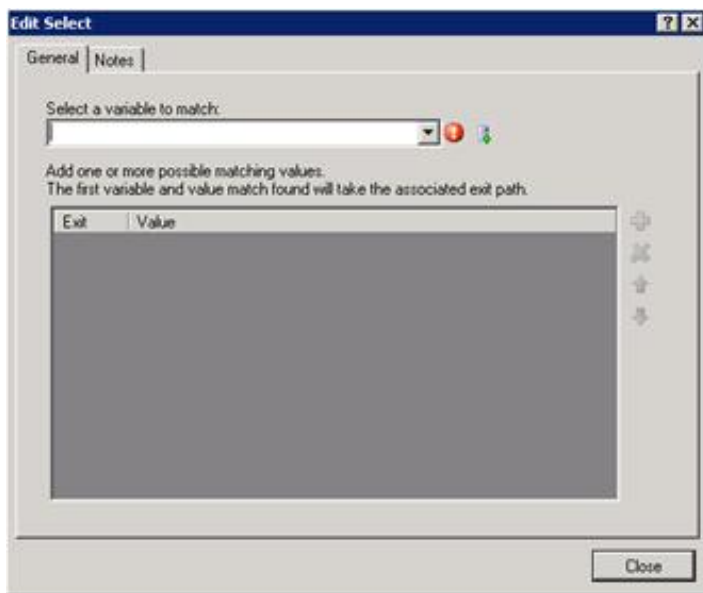 Edit Select
General Notes
Select a variable to match:
Add one or more possible matching values.
The first variable and value match found will take the associated exit path.
Exit Value
Close